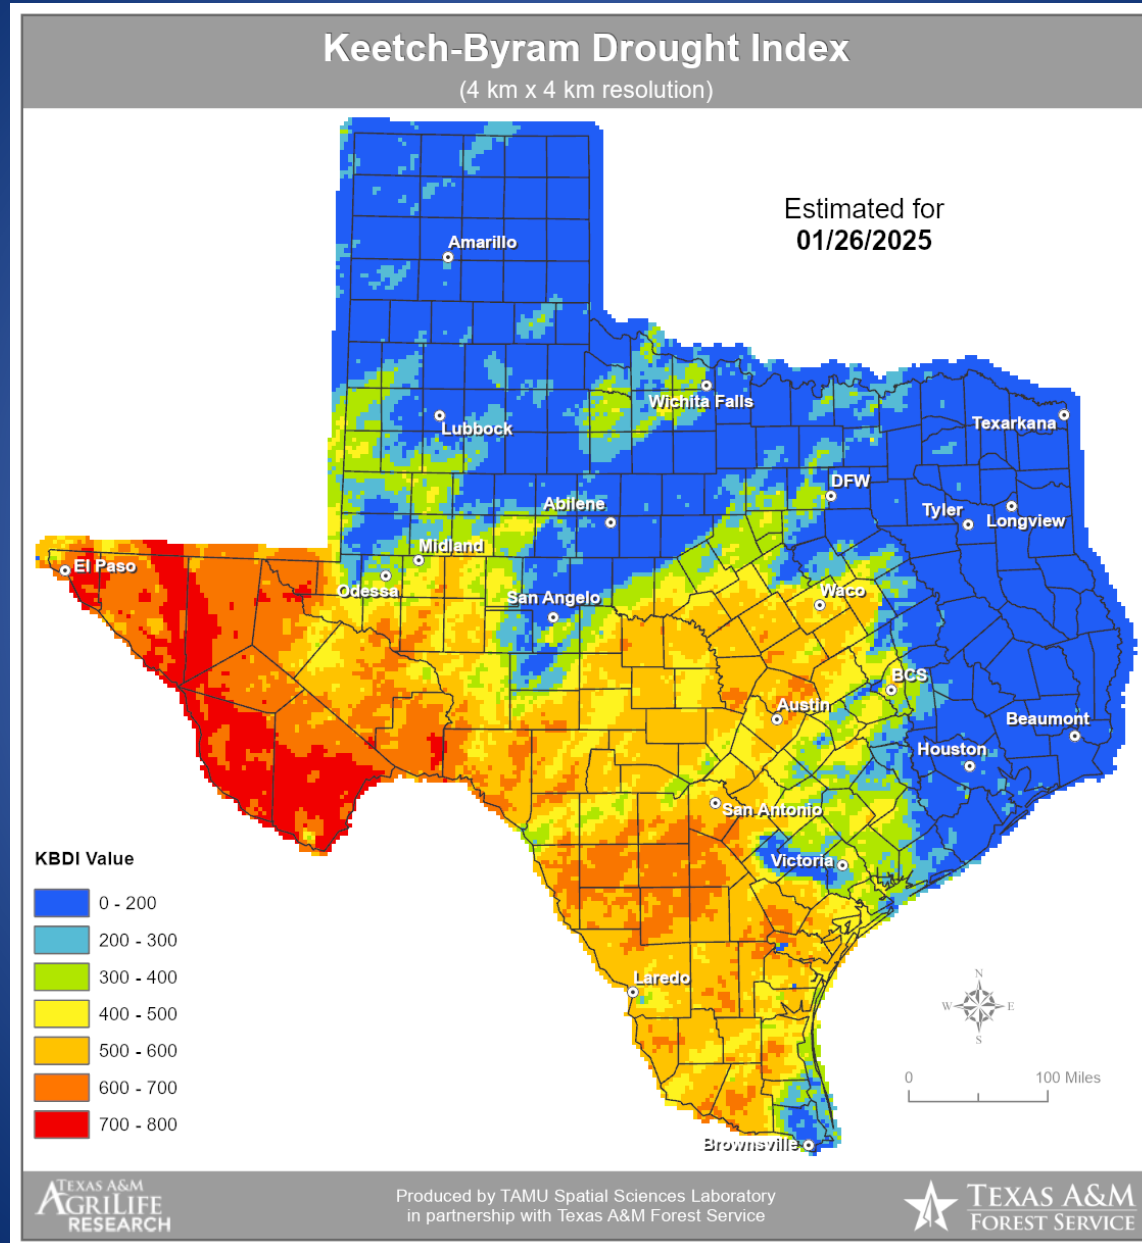 Keetch-Byram Drought Index
(4 km x 4 km resolution)
Estimated for
01/26/2025
Amarillo
Wichita Falls
Lubbock
Texarkana
DFW
Abilene
Tyler
Longview
Midland
El Paso
Odessa
San Angelo
Waco
BCS
Austin
Beaumont
Houston
San Antonio
Victoria
Laredo
Brownsville
KBDI Value
0 - 200
200 - 300
300 - 400
400 - 500
500 - 600
600 - 700
700 - 800
N
W E
S
0 100 Miles
TEXAS A&M
AGRILIFE
RESEARCH
Produced by TAMU Spatial Sciences Laboratory
in partnership with Texas A&M Forest Service
TEXAS A&M
FOREST SERVICE